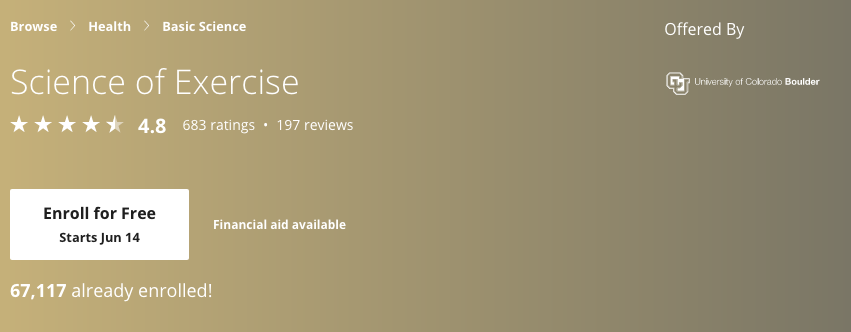 Browse > Health > Basic Science
Offered By
Science of Exercise
University of Colorado Boulder
4.8 683 ratings • 197 reviews
Enroll for Free
Starts Jun 14
Financial aid available
67,117 already enrolled!